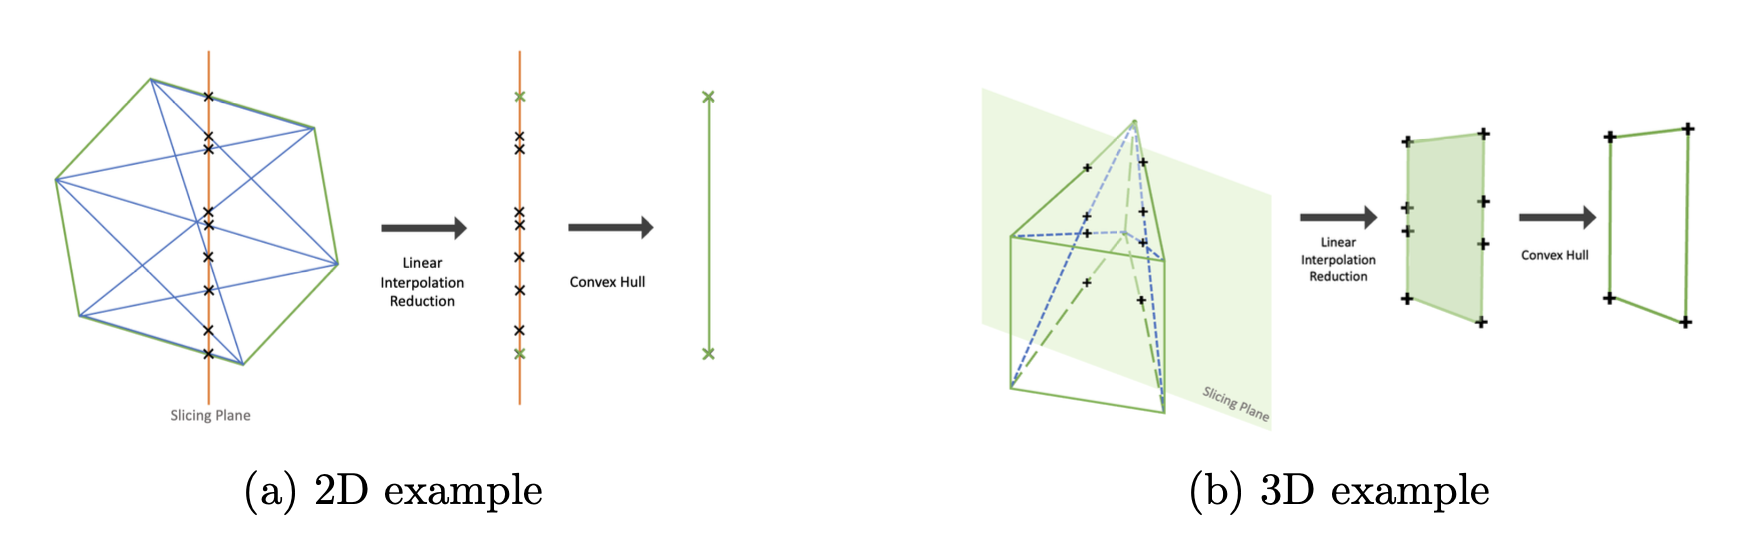 Linear
Interpolation
Reduction
Convex Hull
Slicing Plane
Slicing Plane
Linear
Interpolation
Reduction
Convex Hull
(a) 2D example
(b) 3D example